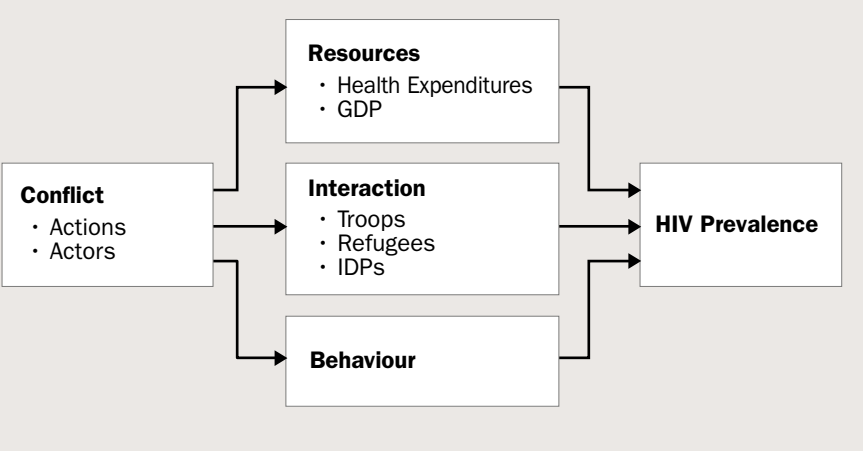 Resources
· Health Expenditures
· GDP
Conflict
· Actions
· Actors
Interaction
· Troops
· Refugees
· IDPs
HIV Prevalence
Behaviour